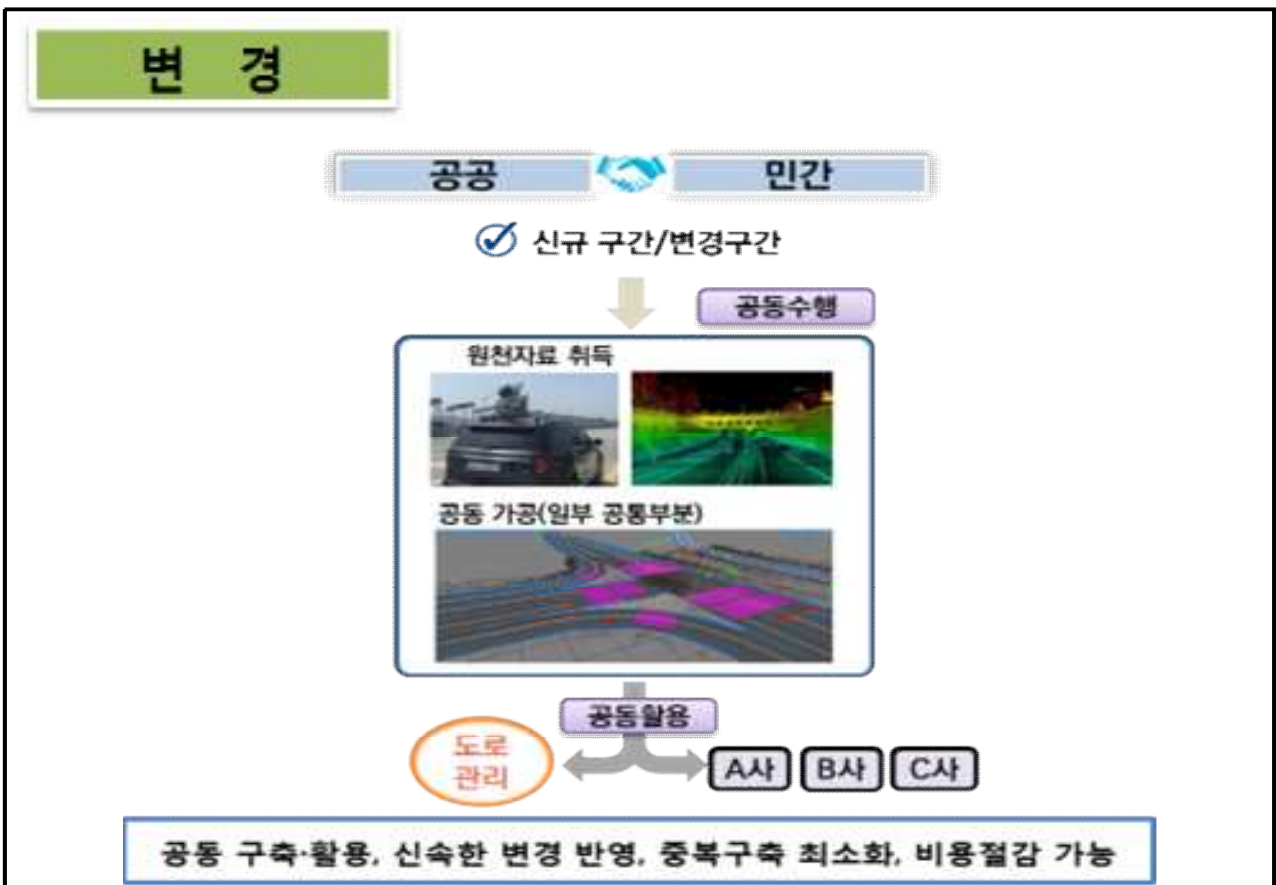 변 경
공공 민간
신규 구간/변경구간
공동수행
원천자료 취득
공동 가공(일부 공통부분)
공동활용
도로
관리
A사 B사 C사
공동 구축·활용, 신속한 변경 반영, 중복구축 최소화, 비용절감 가능